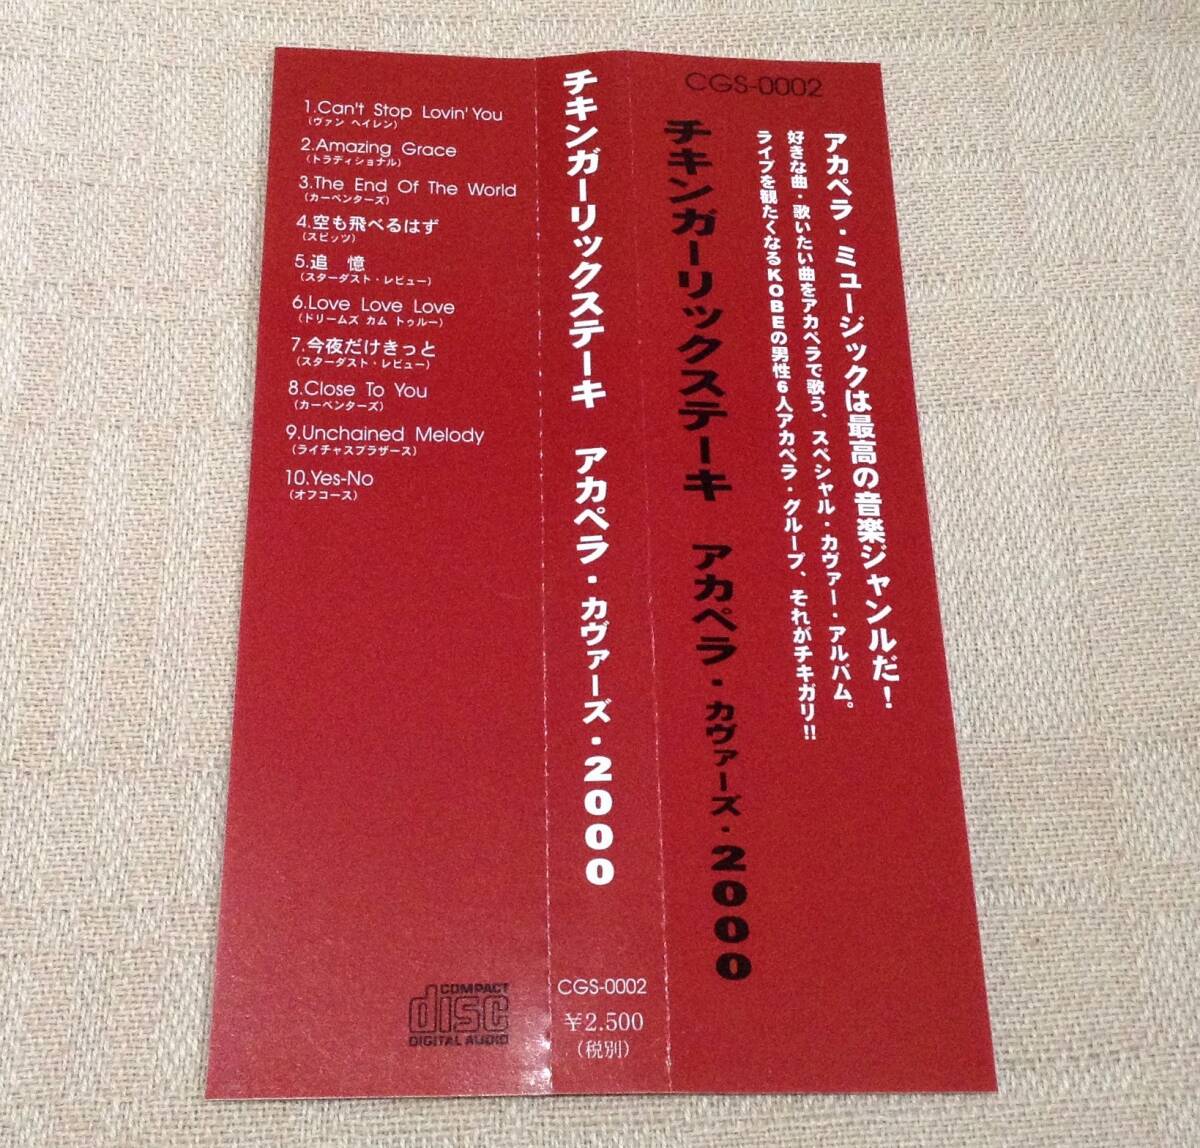 CGS-0002
アカペラ・ミュージックは最高の音楽ジャンルだ！
好きな曲・歌いたい曲をアカペラで歌う、スペシャル・カヴァー・アルバム。
ライブを観たくなるKOBEの男性6人アカペラ・グループ、それがチキガリ!!
チキンガーリックステーキ アカペラ・カヴァーズ・2000
チキンガーリックステーキ アカペラ・カヴァーズ・2000
CGS-0002
￥2.500
（税別）
1.Can't Stop Lovin' You
（ヴァン ヘイレン）
2.Amazing Grace
（トラディショナル）
3.The End Of The World
（カーペンターズ）
4.空も飛べるはず
（スピッツ）
5.追 憶
（スターダスト・レビュー）
6.Love Love Love
（ドリームズ カム トゥルー）
7.今夜だけきっと
（スターダスト・レビュー）
8.Close To You
（カーペンターズ）
9.Unchained Melody
（ライチャスブラザース）
10.Yes-No
（オフコース）
COMPACT
disc
DIGITAL AUDIO